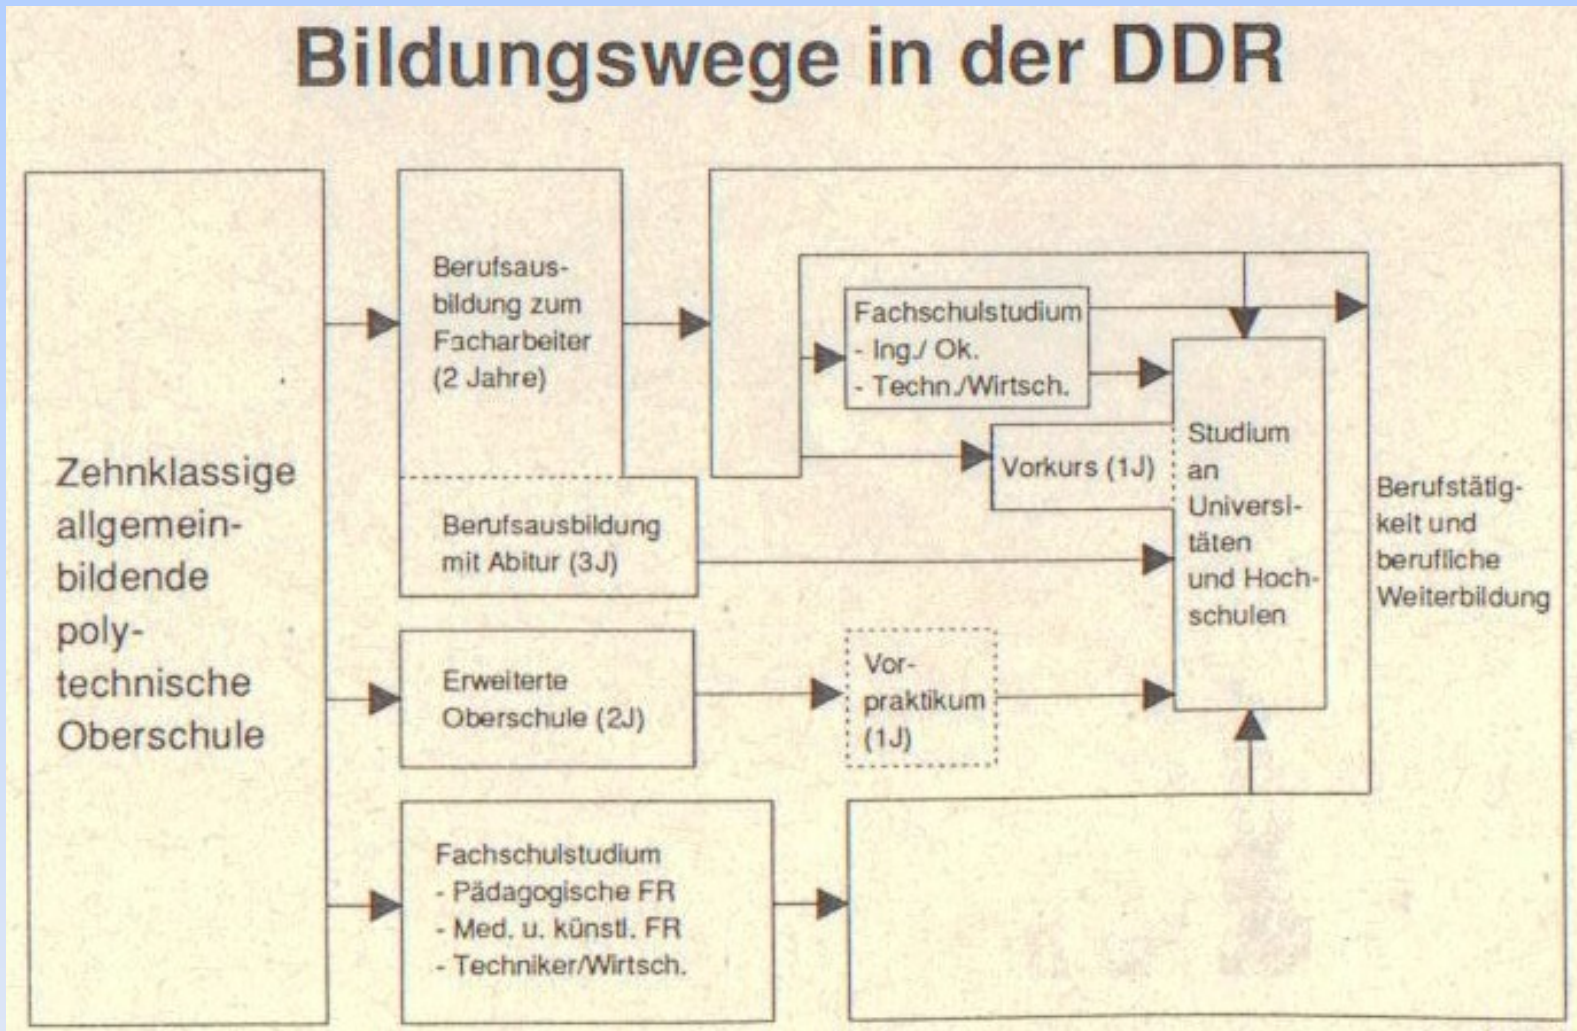 Bildungswege in der DDR
Zehnklassige
allgemein-
bildende
poly-
technische
Oberschule
Berufsaus-
bildung zum
Facharbeiter
(2 Jahre)
Berufsausbildung
mit Abitur (3J)
Erweiterte
Oberschule (2J)
Fachschulstudium
- Pädagogische FR
- Med. u. künstl. FR
- Techniker/Wirtsch.
Fachschulstudium
- Ing./ Ok.
- Techn./Wirtsch.
Vorkurs (1J)
Vor-
praktikum
(1J)
Studium
an
Universi-
täten
und Hoch-
schulen
Berufstätig-
keit und
berufliche
Weiterbildung